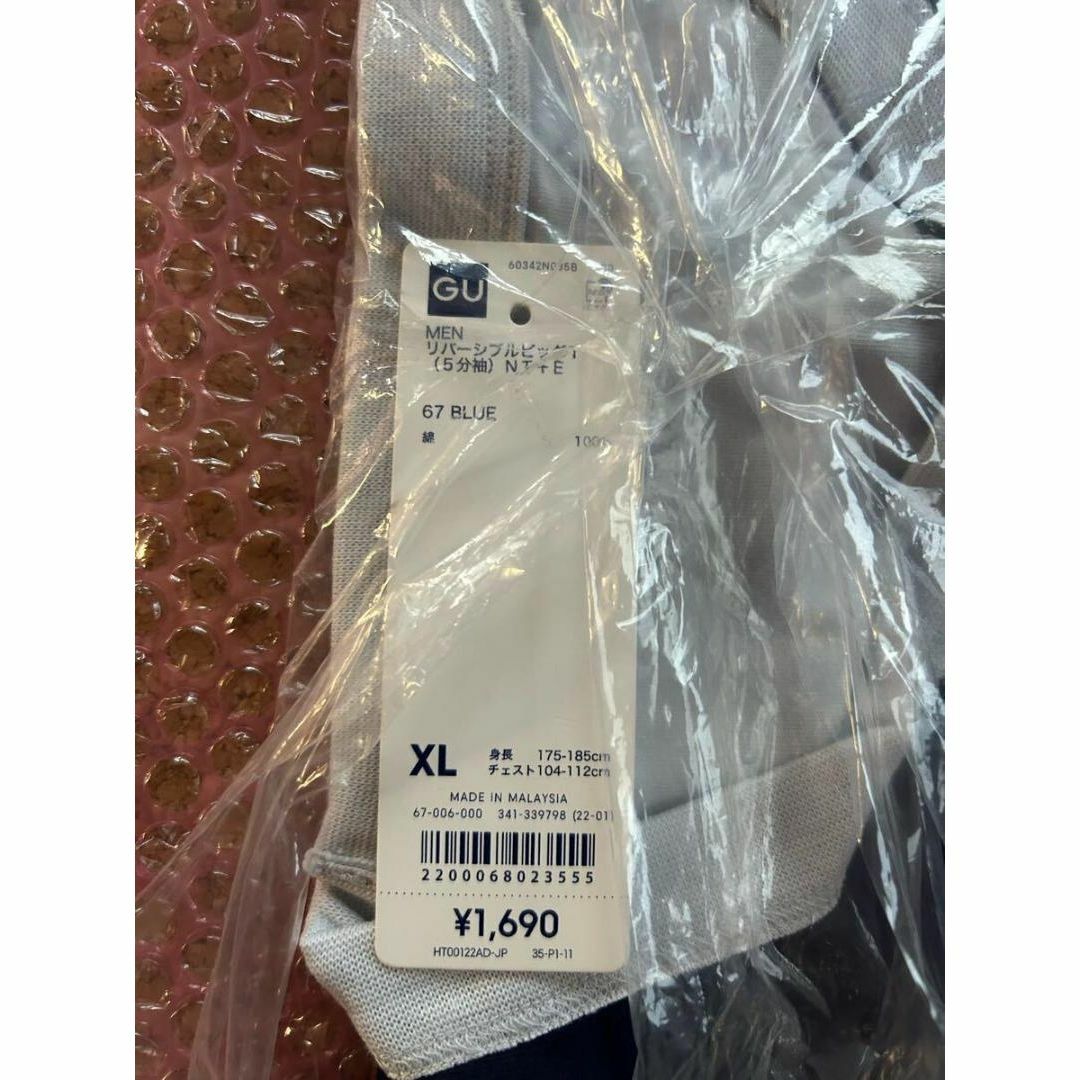 GU
MEN
リバーシブルビッグT
(5分袖) NT+E
67 BLUE
綿
XL
身長 175-185cm
チェスト104-112cm
MADE IN MALAYSIA
67-006-000 341-339798 (22-01)
2200068023555
¥1,690
HT00122AD-JP 35-P1-11